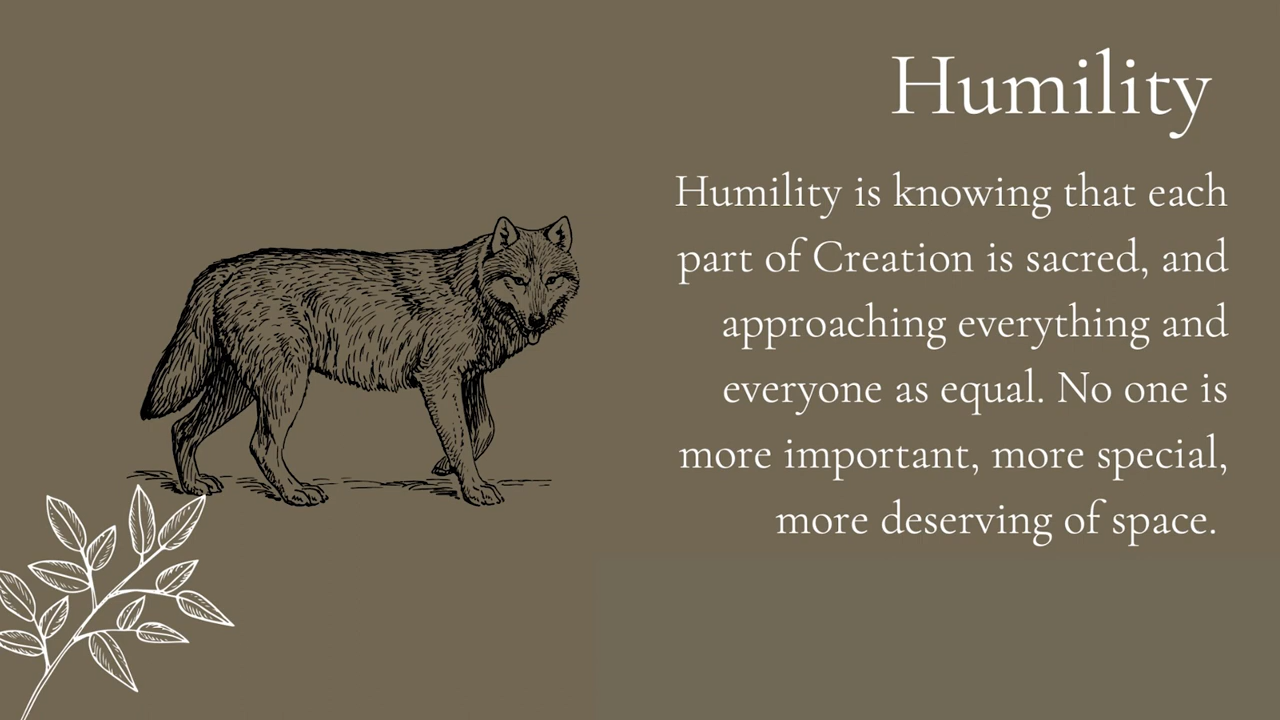 Humility
Humility is knowing that each
part of Creation is sacred, and
approaching everything and
everyone as equal. No one is
more important, more special,
more deserving of space.